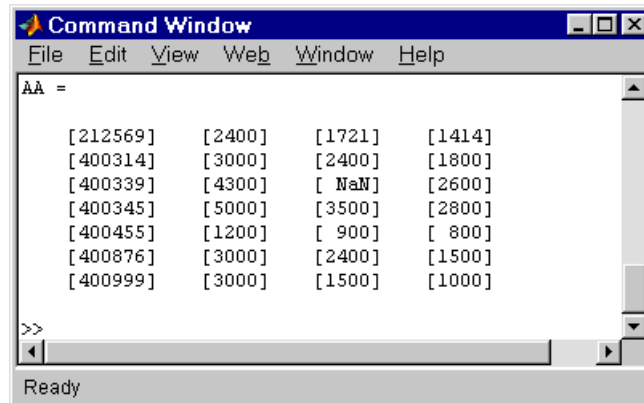 Command Window
File Edit View Web Window Help
AA =
[212569] [2400] [1721] [1414]
[400314] [3000] [2400] [1800]
[400339] [4300] [ NaN] [2600]
[400345] [5000] [3500] [2800]
[400455] [1200] [ 900] [ 800]
[400876] [3000] [2400] [1500]
[400999] [3000] [1500] [1000]
>>
Ready